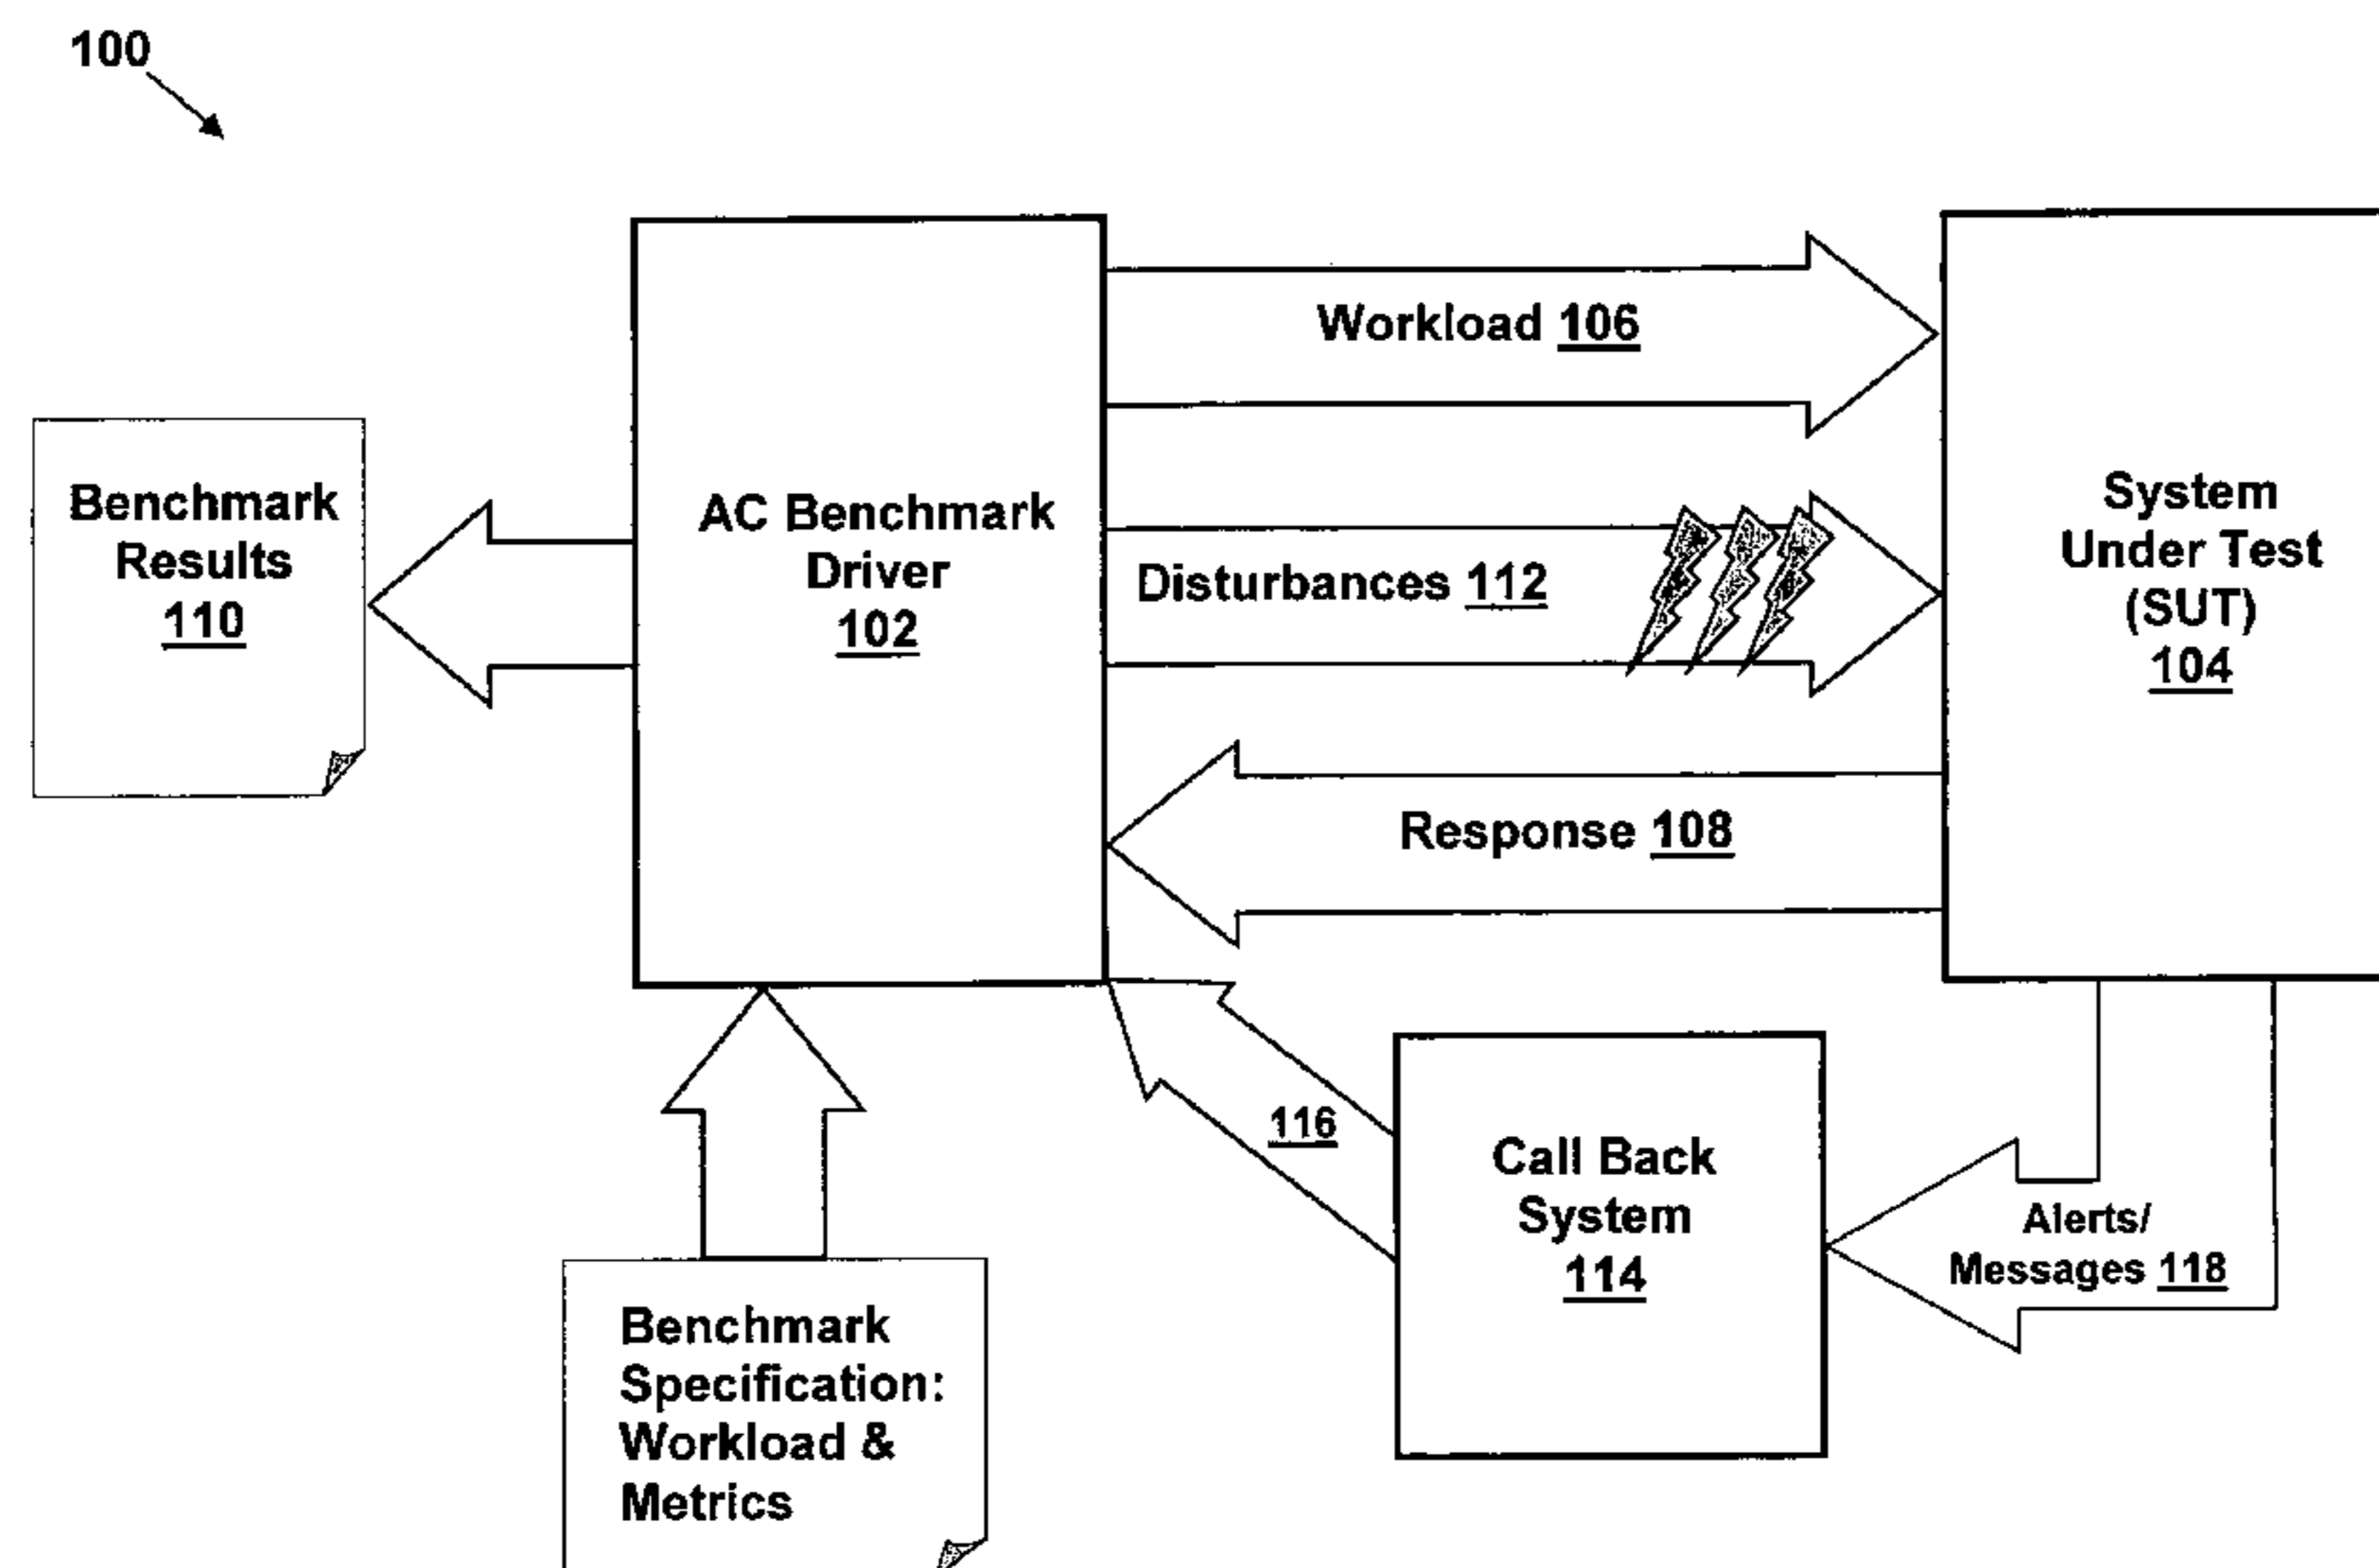 100
Workload 106
Benchmark
Results
110
AC Benchmark
Driver
102
Disturbances 112
System
Under Test
(SUT)
104
Response 108
116
Call Back
System
114
Alerts/
Messages 118
Benchmark
Specification:
Workload &
Metrics